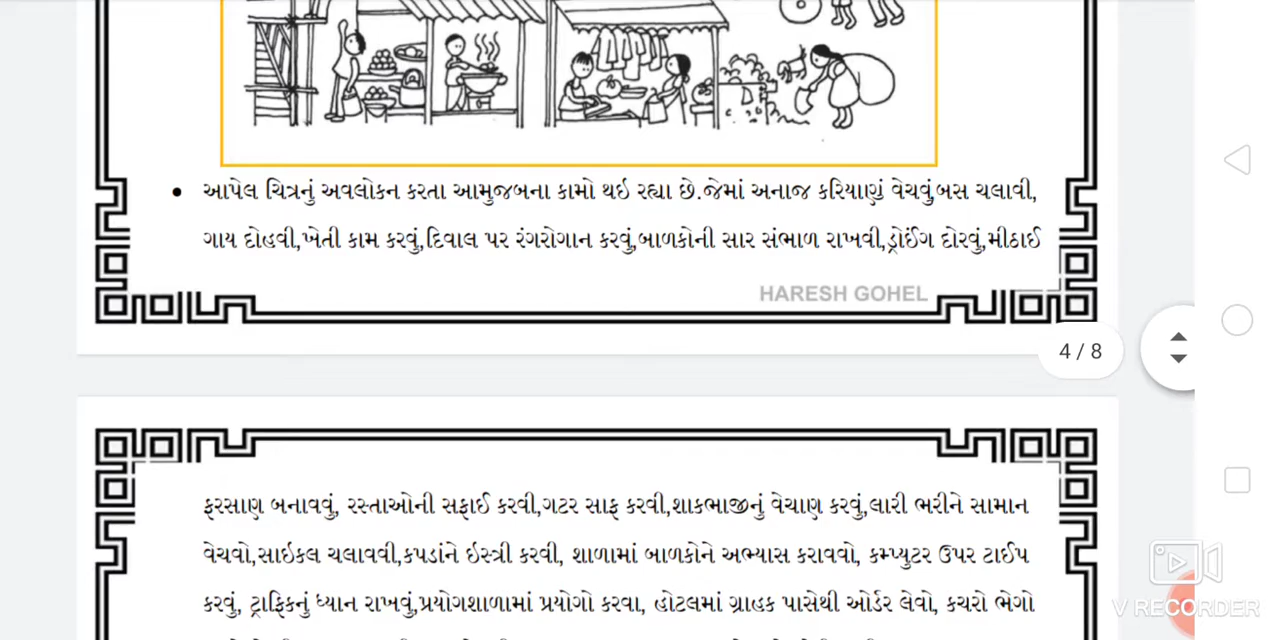 આપેલ ચિત્રનું અવલોકન કરતા આમુજબના કામો થઇ રહ્યા છે.જેમાં અનાજ કરિયાણું વેચવું,બસ ચલાવી,
ગાય દોહવી,ખેતી કામ કરવું,દિવાલ પર રંગરોગાન કરવું,બાળકોની સાર સંભાળ રાખવી,ડ્રોઈંગ દોરવું,મીઠાઈ
HARESH GOHEL
4 / 8
ફરસાણ બનાવવું, રસ્તાઓની સફાઈ કરવી,ગટર સાફ કરવી,શાકભાજીનું વેચાણ કરવું,લારી ભરીને સામાન
વેચવો,સાઇકલ ચલાવવી,કપડાંને ઇસ્ત્રી કરવી, શાળામાં બાળકોને અભ્યાસ કરાવવો, કમ્પ્યુટર ઉપર ટાઈપ
કરવું, ટ્રાફિકનું ધ્યાન રાખવું,પ્રયોગશાળામાં પ્રયોગો કરવા, હોટલમાં ગ્રાહક પાસેથી ઓર્ડર લેવો, કચરો ભેગો
V RECORDER